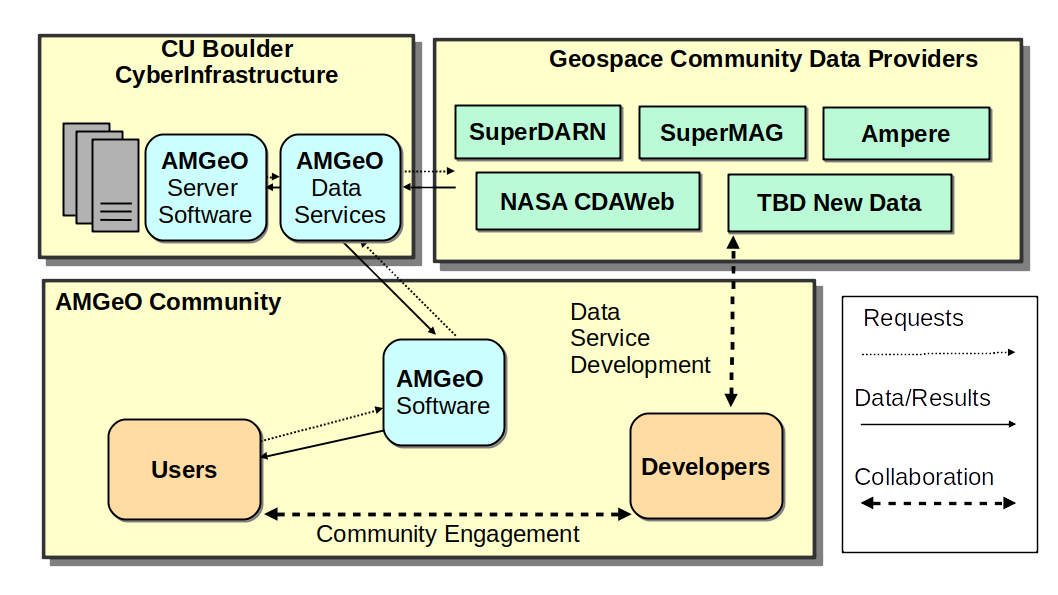 CU Boulder
CyberInfrastructure
AMGeO
Server
Software
AMGeO
Data
Services
Geospace Community Data Providers
SuperDARN
SuperMAG
Ampere
NASA CDAWeb
TBD New Data
AMGeO Community
Data
Service
Development
AMGeO
Software
Users
Developers
Community Engagement
Requests
Data/Results
Collaboration